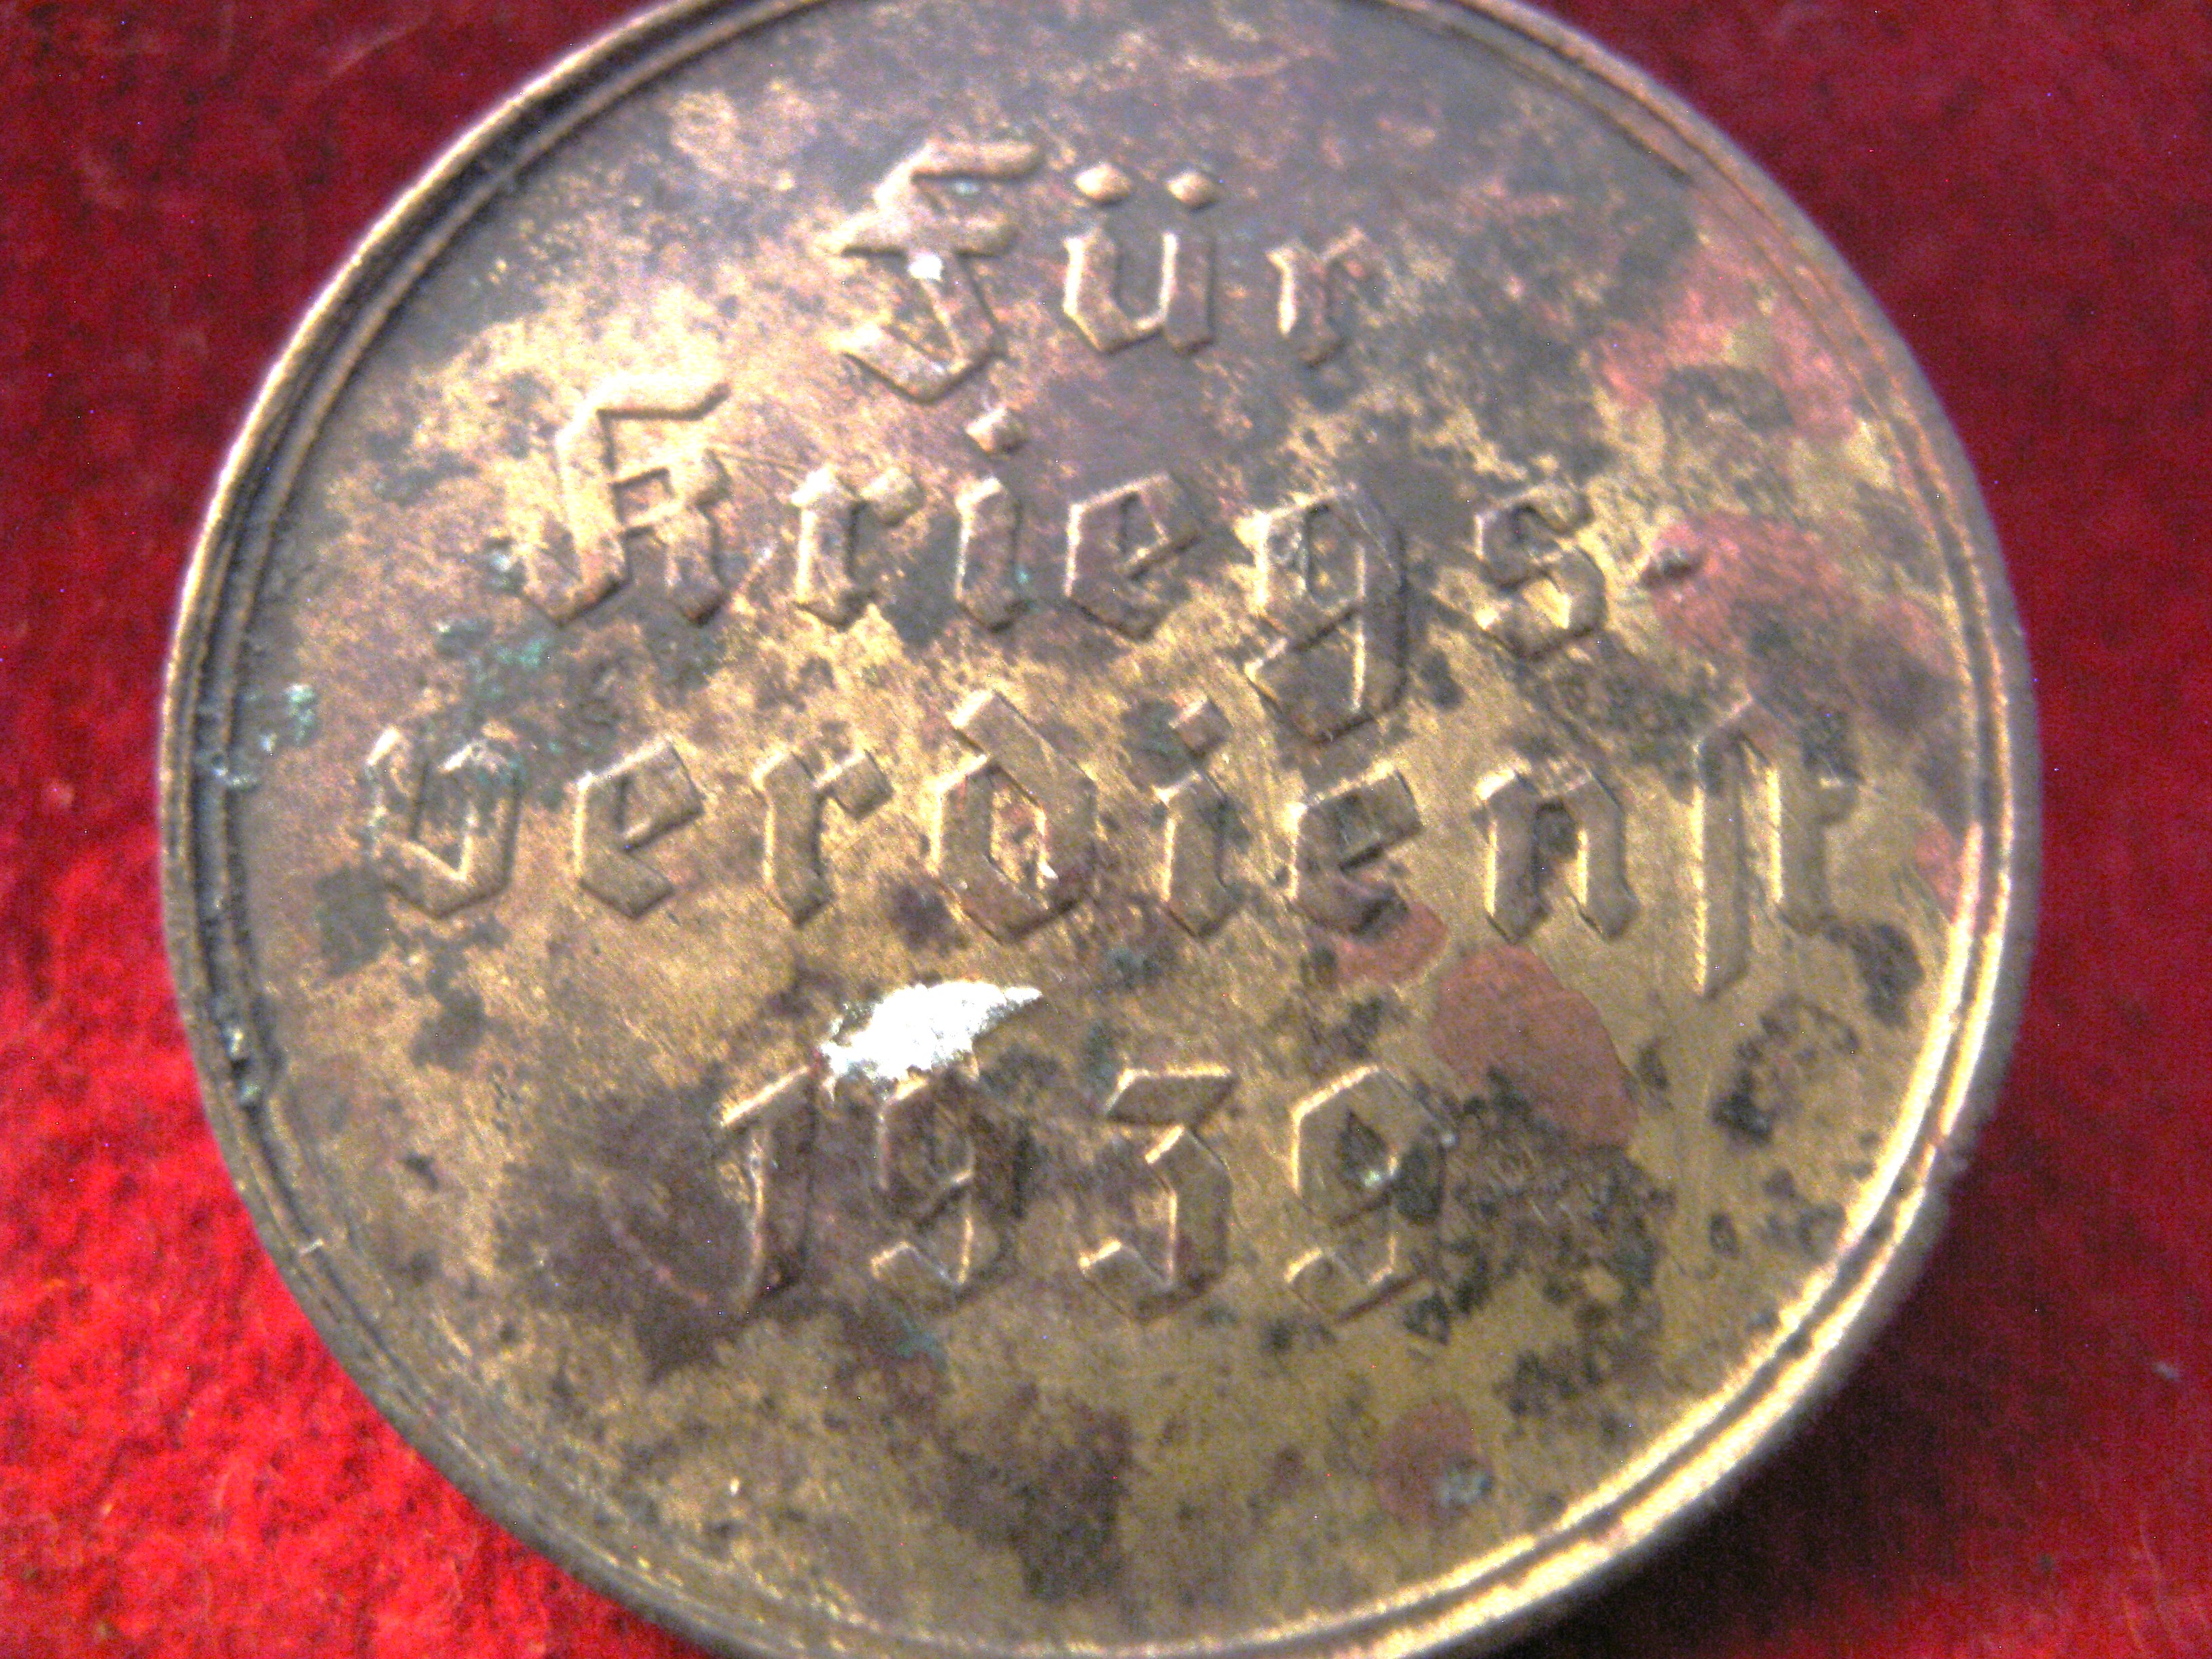 Für
Kriegs-
verdienst
1939